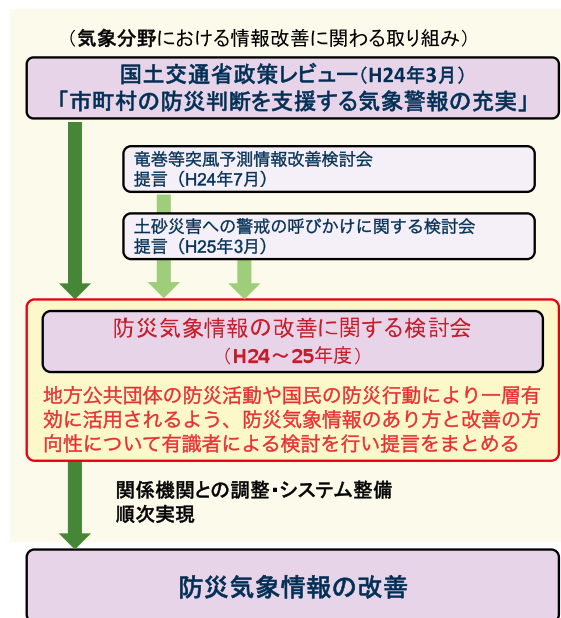 （気象分野における情報改善に関わる取り組み）
国土交通省政策レビュー（H24年3月）
「市町村の防災判断を支援する気象警報の充実」
竜巻等突風予測情報改善検討会
提言（H24年7月）
土砂災害への警戒の呼びかけに関する検討会
提言（H25年3月）
防災気象情報の改善に関する検討会
（H24～25年度）
地方公共団体の防災活動や国民の防災行動により一層有
効に活用されるよう、防災気象情報のあり方と改善の方
向性について有識者による検討を行い提言をまとめる
関係機関との調整・システム整備
順次実現
防災気象情報の改善